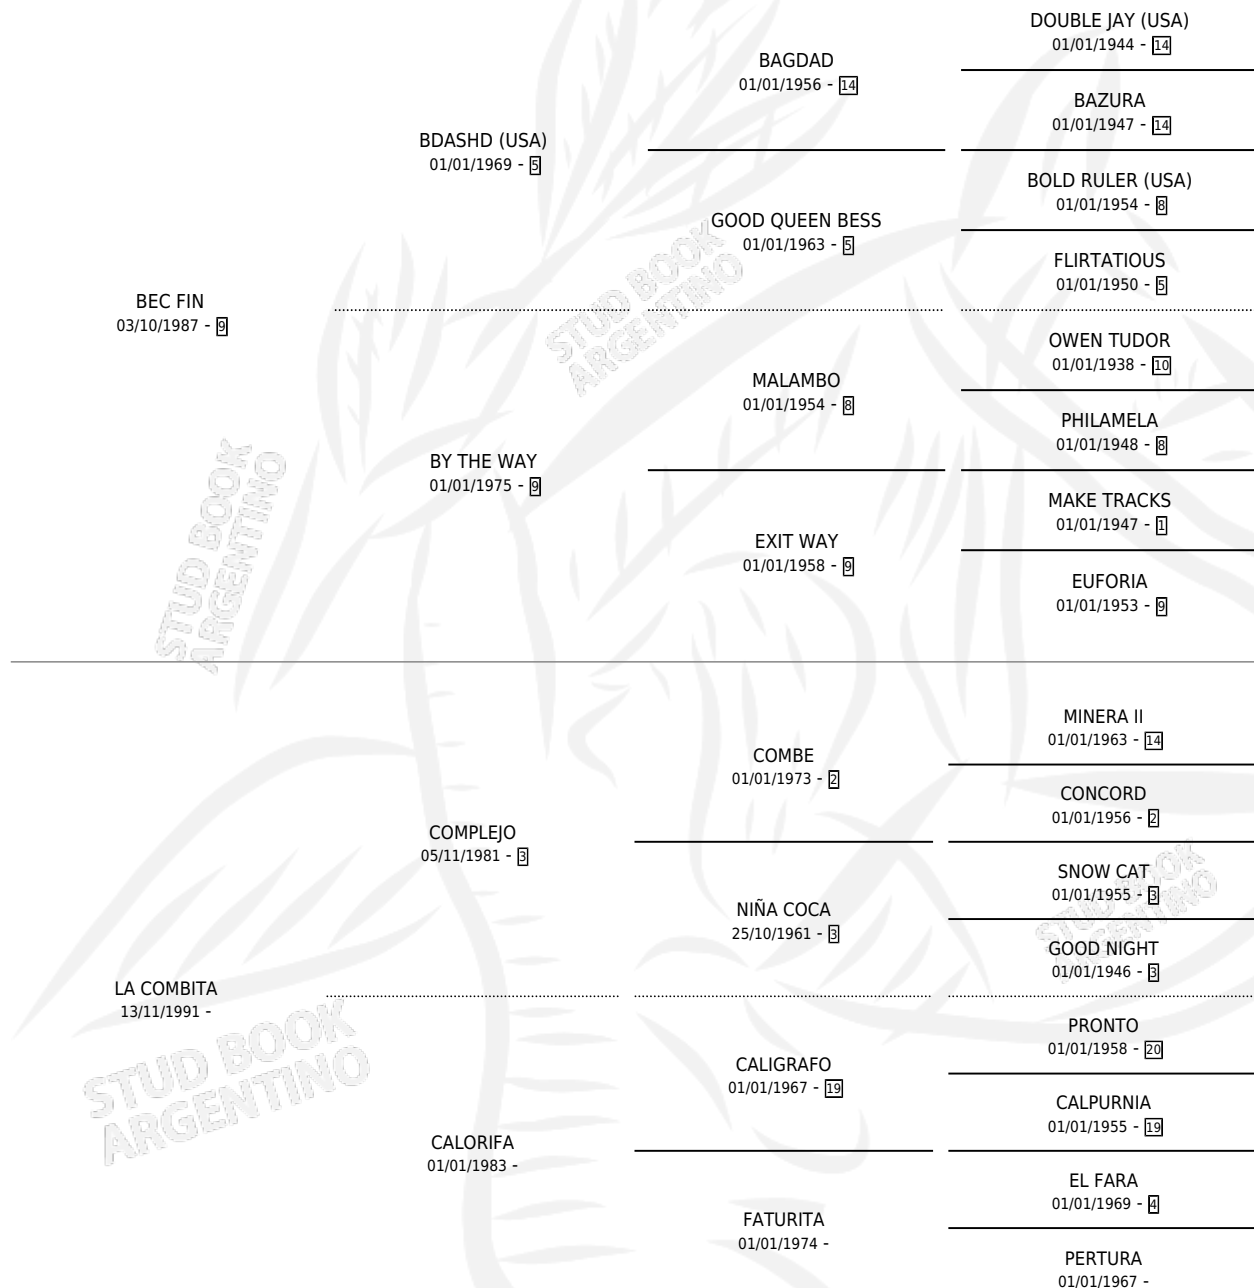 DOUBLE JAY (USA)
01/01/1944 - 14
BAGDAD
01/01/1956 - 14
BAZURA
01/01/1947 - 14
BDASHD (USA)
01/01/1969 - 5
BOLD RULER (USA)
01/01/1954 - 8
GOOD QUEEN BESS
01/01/1963 - 5
FLIRTATIOUS
01/01/1950 - 5
BEC FIN
03/10/1987 - 9
OWEN TUDOR
01/01/1938 - 10
MALAMBO
01/01/1954 - 8
PHILAMELA
01/01/1948 - 8
BY THE WAY
01/01/1975 - 9
MAKE TRACKS
01/01/1947 - 1
EXIT WAY
01/01/1958 - 9
EUFORIA
01/01/1953 - 9
MINERA II
01/01/1963 - 14
COMBE
01/01/1973 - 2
CONCORD
01/01/1956 - 2
COMPLEJO
05/11/1981 - 3
SNOW CAT
01/01/1955 - 3
NIÑA COCA
25/10/1961 - 3
GOOD NIGHT
01/01/1946 - 3
LA COMBITA
13/11/1991 -
PRONTO
01/01/1958 - 20
CALIGRAFO
01/01/1967 - 19
CALPURNIA
01/01/1955 - 19
CALORIFA
01/01/1983 -
EL FARA
01/01/1969 - 4
FATURITA
01/01/1974 -
PERTURA
01/01/1967 -
STUD BOOK
ARGENTINO
STUD BOOK
ARGENTINO
STUD BOOK
ARGENTINO
STUD BOOK
ARGENTINO